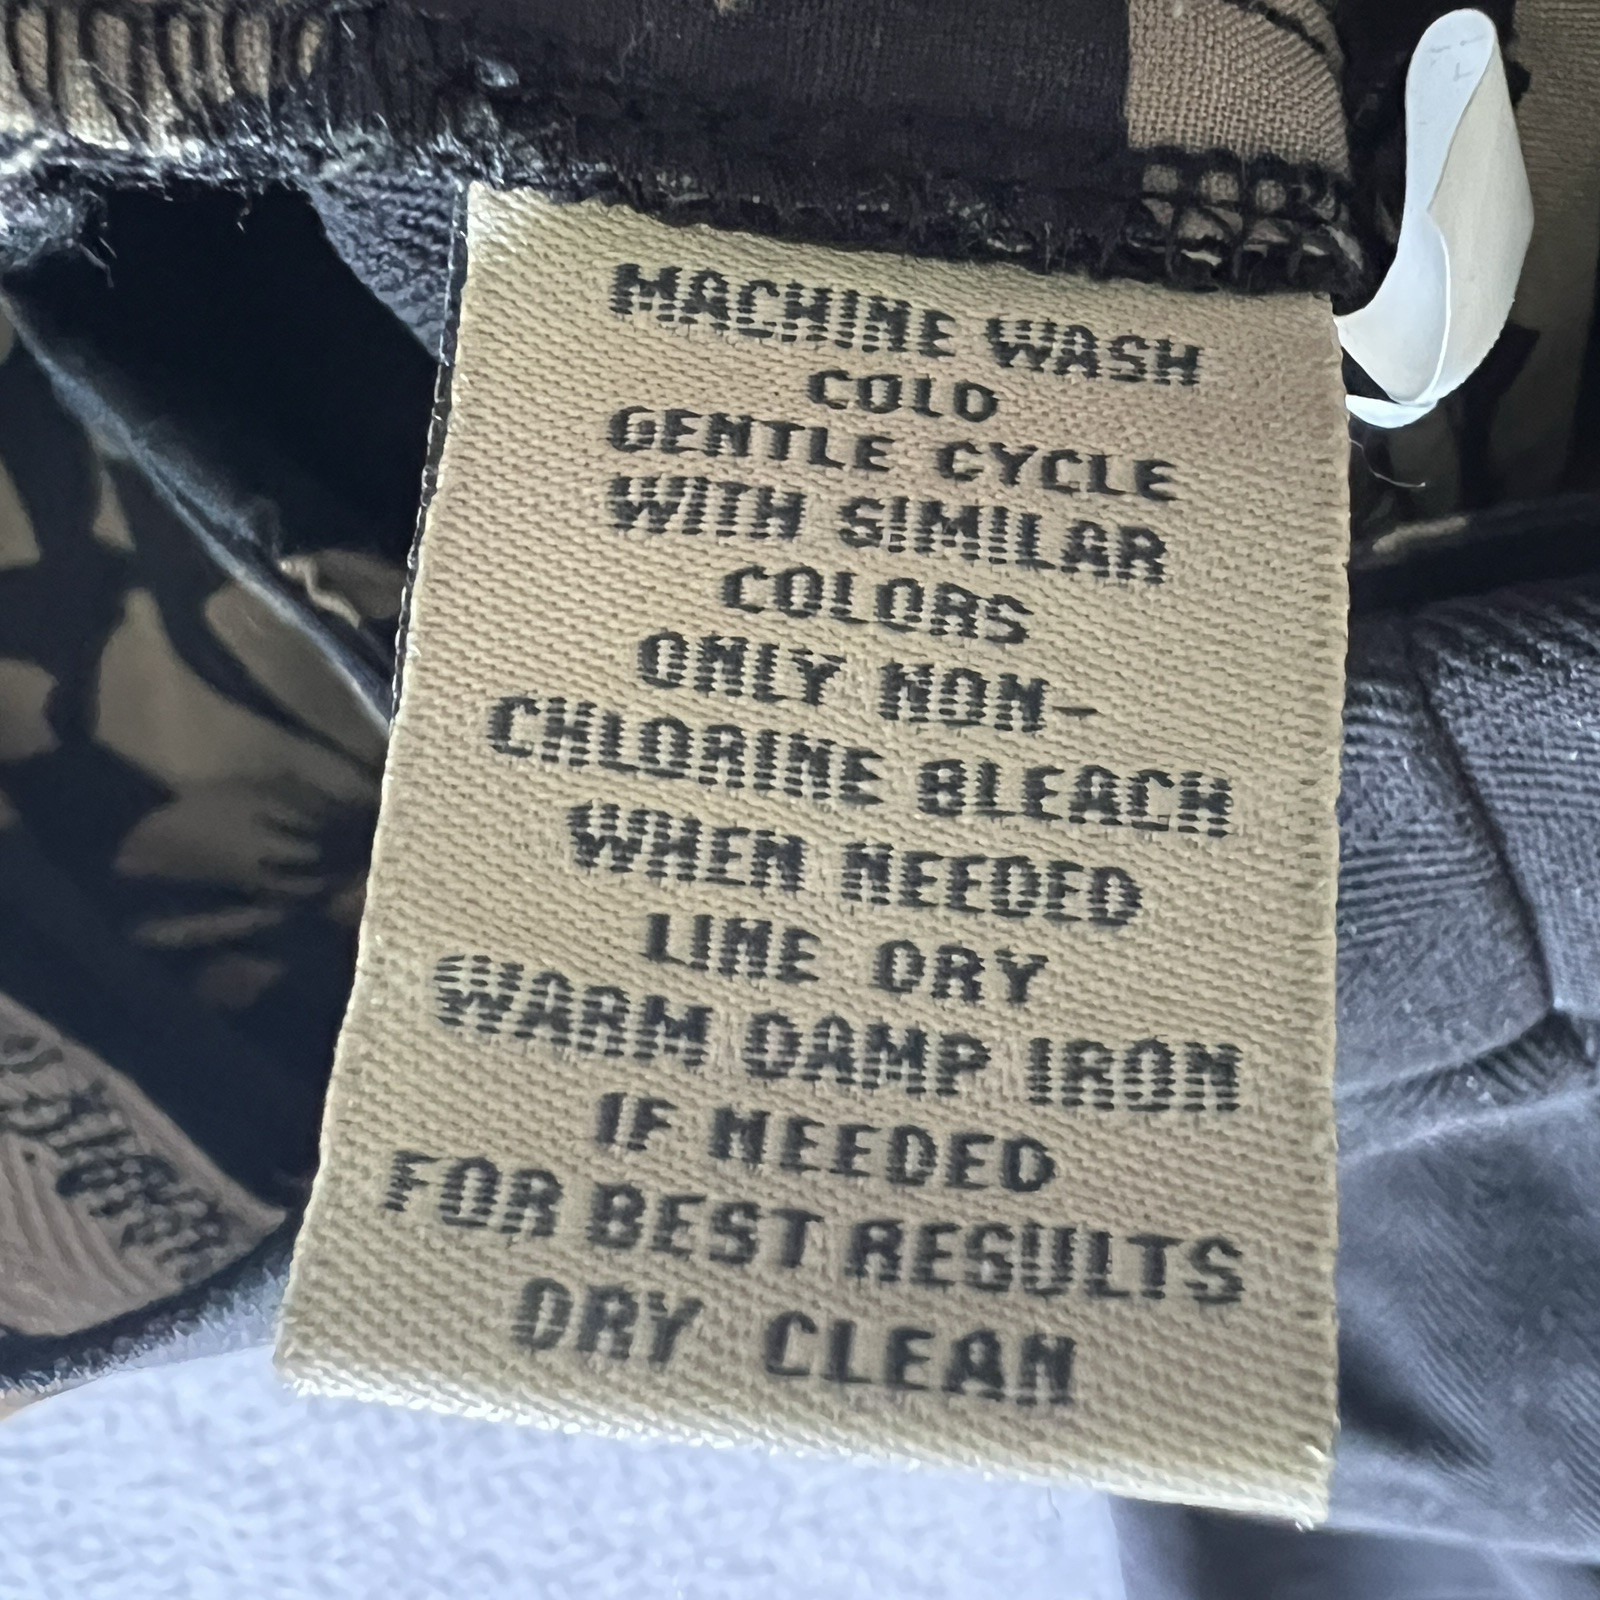 MACHINE WASH
COLD
GENTLE CYCLE
WITH SIMILAR
COLORS
ONLY NON-
CHLORINE BLEACH
WHEN NEEDED
LINE DRY
WARM DAMP IRON
IF NEEDED
FOR BEST RESULTS
DRY CLEAN